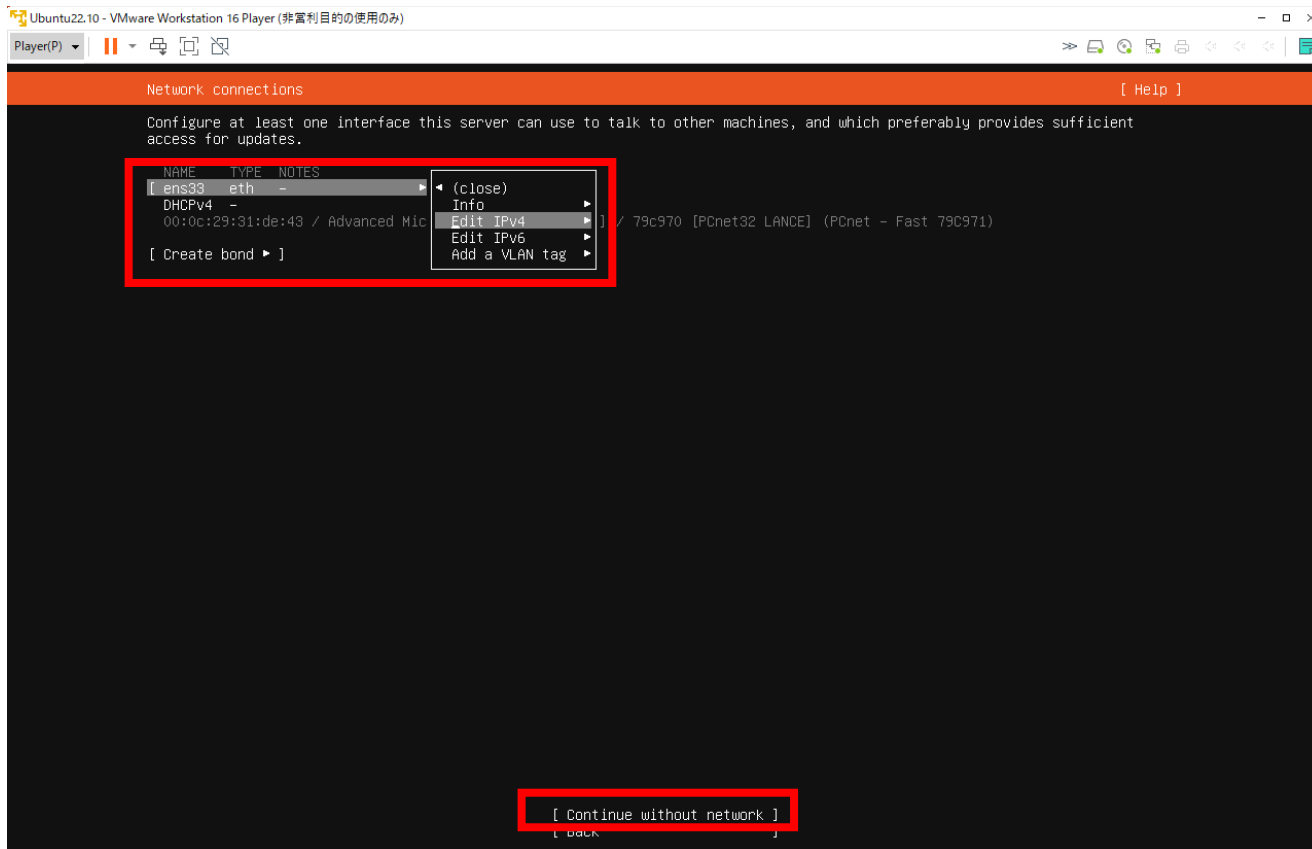 Ubuntu22.10 - VMware Workstation 16 Player (非営利目的の使用のみ)
Player(P)
Network connections [ Help ]
Configure at least one interface this server can use to talk to other machines, and which preferably provides sufficient
access for updates.
NAME TYPE NOTES
[ ens33 eth - ▸ ◂ (close)
DHCPv4 - Info ▸
00:0c:29:31:de:43 / Advanced Mic Edit IPv4 ▸ ] / 79c970 [PCnet32 LANCE] (PCnet - Fast 79C971)
Edit IPv6 ▸
[ Create bond ▸ ] Add a VLAN tag ▸
[ Continue without network ]
[ Back ]